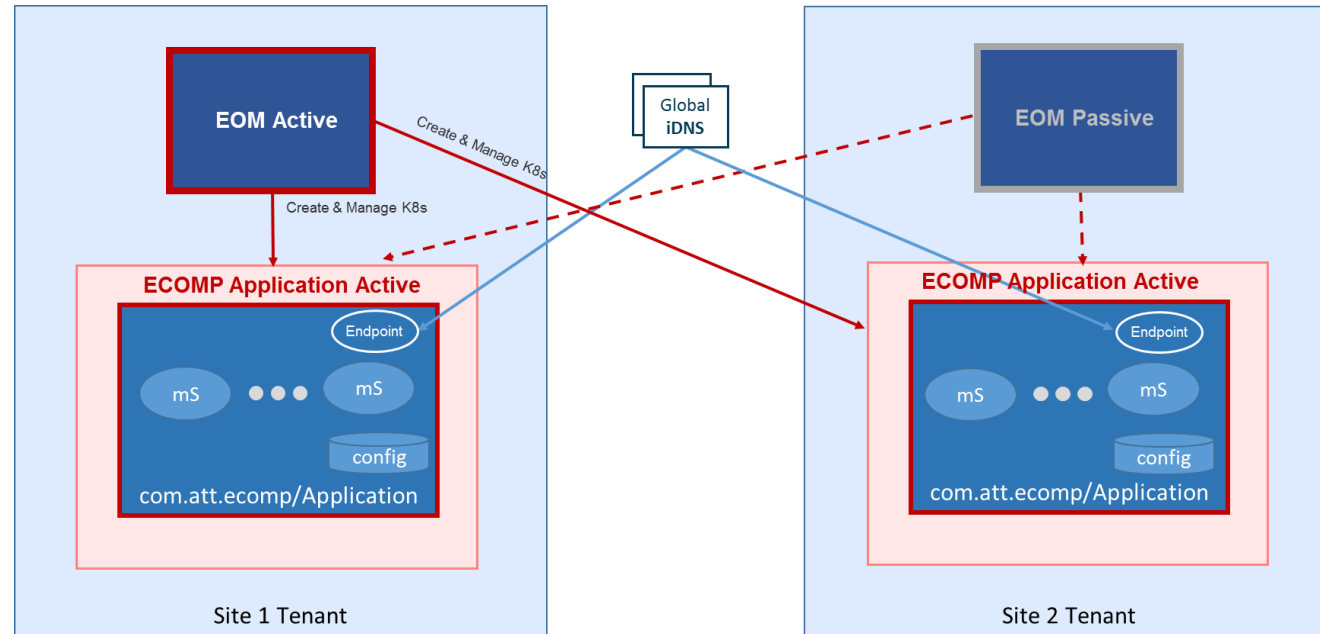 EOM Active
Global
iDNS
EOM Passive
Create & Manage K8s
Create & Manage K8s
ECOMP Application Active
Endpoint
mS
mS
config
com.att.ecomp/Application
Site 1 Tenant
ECOMP Application Active
Endpoint
mS
mS
config
com.att.ecomp/Application
Site 2 Tenant